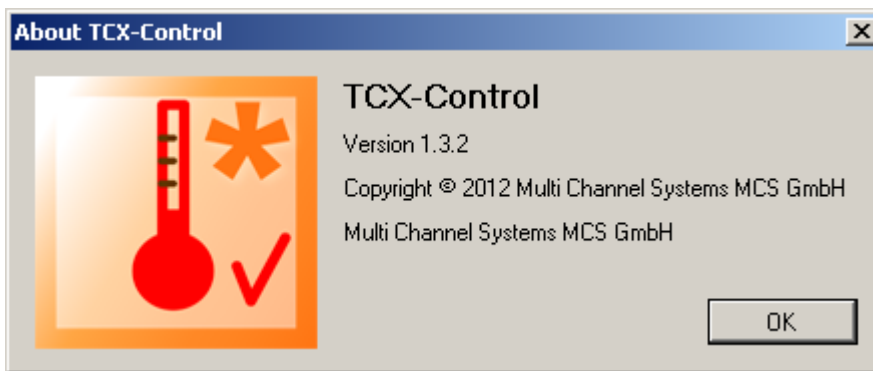 About TCX-Control
TCX-Control
Version 1.3.2
Copyright © 2012 Multi Channel Systems MCS GmbH
Multi Channel Systems MCS GmbH
OK